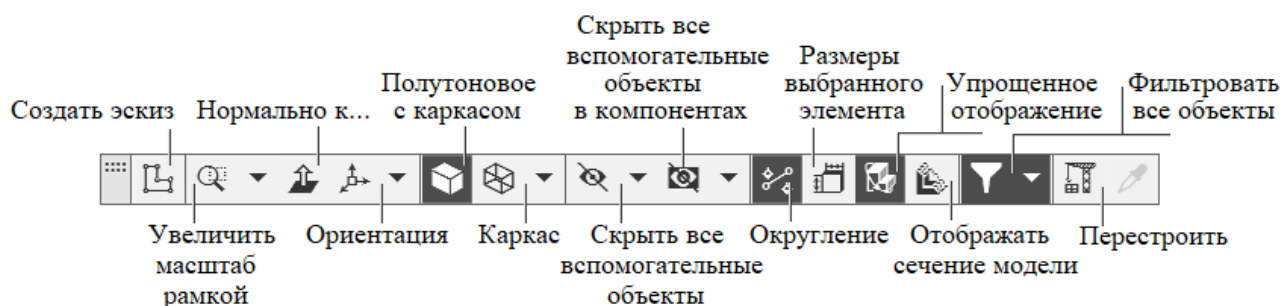 Скрыть все
вспомогательные
объекты
в компонентах
Размеры
выбранного
элемента
Полутоновое
с каркасом
Упрощенное
отображение
Фильтровать
все объекты
Создать эскиз
Нормально к...
Увеличить
масштаб
рамкой
Ориентация
Каркас
Скрыть все
вспомогательные
объекты
Округление
Отображать
сечение модели
Перестроить